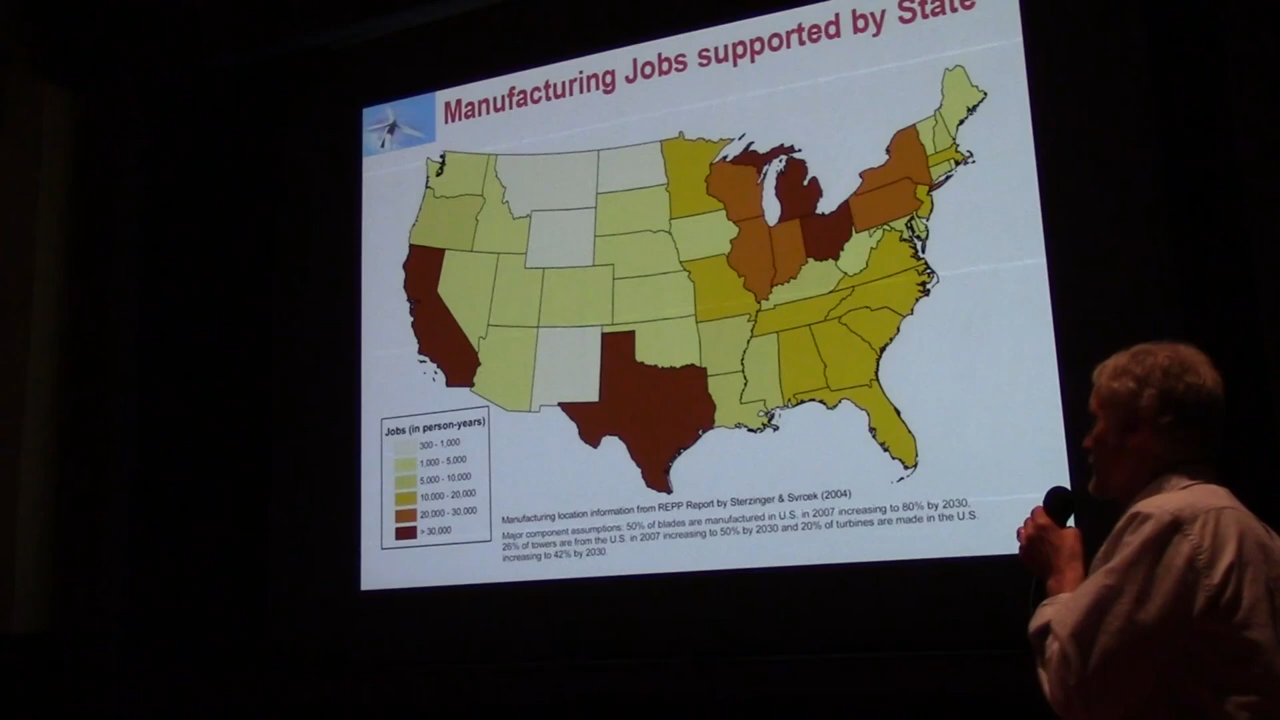 Manufacturing Jobs supported by State
Jobs (in person-years)
300 - 1,000
1,000 - 5,000
5,000 - 10,000
10,000 - 20,000
20,000 - 30,000
> 30,000
Manufacturing location information from REPP Report by Sterzinger & Svrcek (2004)
Major component assumptions: 50% of blades are manufactured in U.S. in 2007 increasing to 80% by 2030,
26% of towers are from the U.S. in 2007 increasing to 50% by 2030 and 20% of turbines are made in the U.S.
increasing to 42% by 2030.